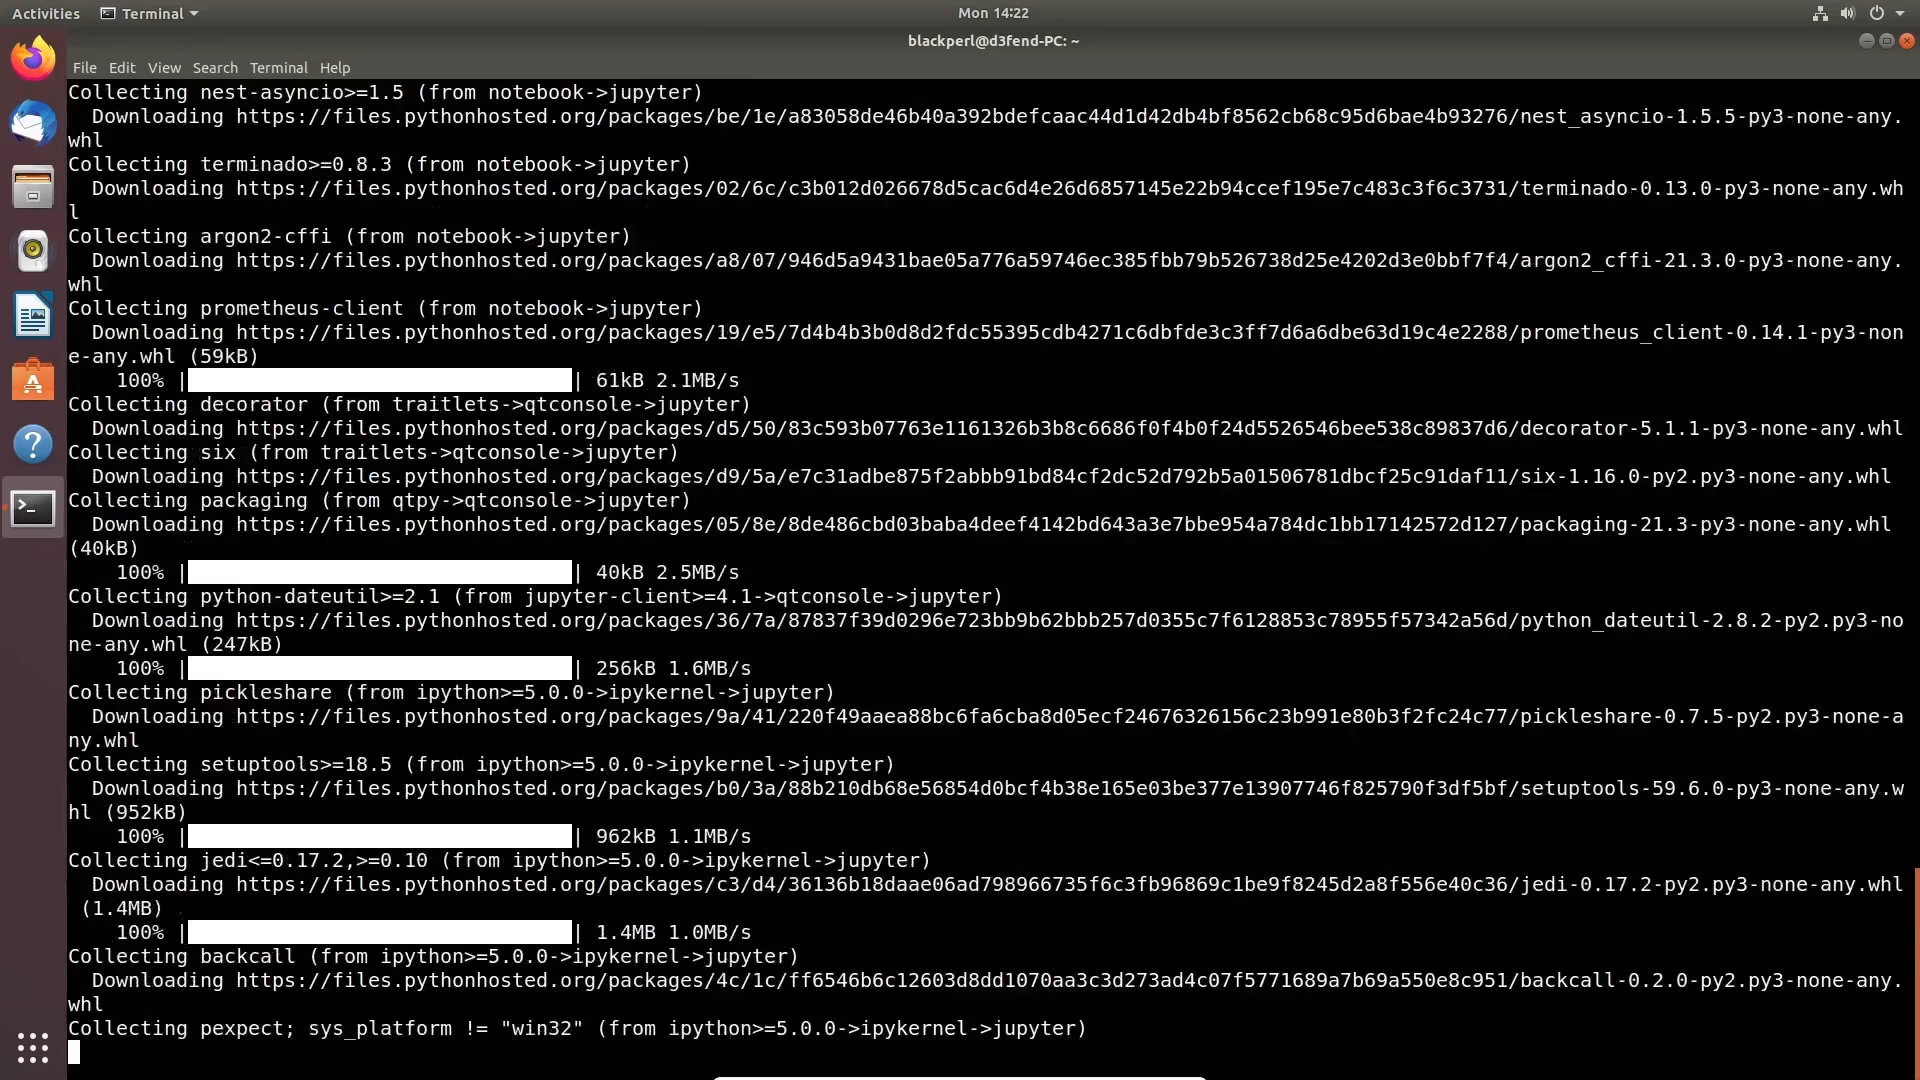 Activities Terminal Mon 14:22
blackperl@d3fend-PC: ~
File Edit View Search Terminal Help
Collecting nest-asyncio>=1.5 (from notebook->jupyter)
  Downloading https://files.pythonhosted.org/packages/be/1e/a83058de46b40a392bdefcaac44d1d42db4bf8562cb68c95d6bae4b93276/nest_asyncio-1.5.5-py3-none-any.
whl
Collecting terminado>=0.8.3 (from notebook->jupyter)
  Downloading https://files.pythonhosted.org/packages/02/6c/c3b012d026678d5cac6d4e26d6857145e22b94ccef195e7c483c3f6c3731/terminado-0.13.0-py3-none-any.wh
l
Collecting argon2-cffi (from notebook->jupyter)
  Downloading https://files.pythonhosted.org/packages/a8/07/946d5a9431bae05a776a59746ec385fbb79b526738d25e4202d3e0bbf7f4/argon2_cffi-21.3.0-py3-none-any.
whl
Collecting prometheus-client (from notebook->jupyter)
  Downloading https://files.pythonhosted.org/packages/19/e5/7d4b4b3b0d8d2fdc55395cdb4271c6dbfde3c3ff7d6a6dbe63d19c4e2288/prometheus_client-0.14.1-py3-non
e-any.whl (59kB)
    100% | | 61kB 2.1MB/s
Collecting decorator (from traitlets->qtconsole->jupyter)
  Downloading https://files.pythonhosted.org/packages/d5/50/83c593b07763e1161326b3b8c6686f0f4b0f24d5526546bee538c89837d6/decorator-5.1.1-py3-none-any.whl
Collecting six (from traitlets->qtconsole->jupyter)
  Downloading https://files.pythonhosted.org/packages/d9/5a/e7c31adbe875f2abbb91bd84cf2dc52d792b5a01506781dbcf25c91daf11/six-1.16.0-py2.py3-none-any.whl
Collecting packaging (from qtpy->qtconsole->jupyter)
  Downloading https://files.pythonhosted.org/packages/05/8e/8de486cbd03baba4deef4142bd643a3e7bbe954a784dc1bb17142572d127/packaging-21.3-py3-none-any.whl
(40kB)
    100% | | 40kB 2.5MB/s
Collecting python-dateutil>=2.1 (from jupyter-client>=4.1->qtconsole->jupyter)
  Downloading https://files.pythonhosted.org/packages/36/7a/87837f39d0296e723bb9b62bbb257d0355c7f6128853c78955f57342a56d/python_dateutil-2.8.2-py2.py3-no
ne-any.whl (247kB)
    100% | | 256kB 1.6MB/s
Collecting pickleshare (from ipython>=5.0.0->ipykernel->jupyter)
  Downloading https://files.pythonhosted.org/packages/9a/41/220f49aaea88bc6fa6cba8d05ecf24676326156c23b991e80b3f2fc24c77/pickleshare-0.7.5-py2.py3-none-a
ny.whl
Collecting setuptools>=18.5 (from ipython>=5.0.0->ipykernel->jupyter)
  Downloading https://files.pythonhosted.org/packages/b0/3a/88b210db68e56854d0bcf4b38e165e03be377e13907746f825790f3df5bf/setuptools-59.6.0-py3-none-any.w
hl (952kB)
    100% | | 962kB 1.1MB/s
Collecting jedi<=0.17.2,>=0.10 (from ipython>=5.0.0->ipykernel->jupyter)
  Downloading https://files.pythonhosted.org/packages/c3/d4/36136b18daae06ad798966735f6c3fb96869c1be9f8245d2a8f556e40c36/jedi-0.17.2-py2.py3-none-any.whl
 (1.4MB)
    100% | | 1.4MB 1.0MB/s
Collecting backcall (from ipython>=5.0.0->ipykernel->jupyter)
  Downloading https://files.pythonhosted.org/packages/4c/1c/ff6546b6c12603d8dd1070aa3c3d273ad4c07f5771689a7b69a550e8c951/backcall-0.2.0-py2.py3-none-any.
whl
Collecting pexpect; sys_platform != "win32" (from ipython>=5.0.0->ipykernel->jupyter)